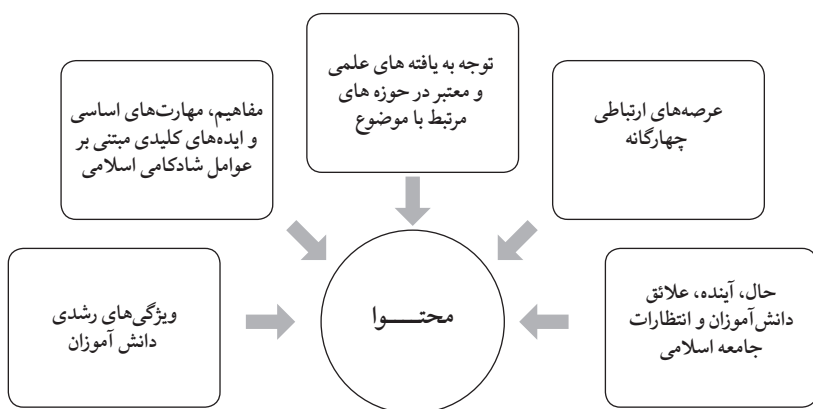 توجه به یافته های علمی
و معتبر در حوزه های
مرتبط با موضوع
عرصه‌های ارتباطی
چهارگانه
مفاهیم، مهارت‌های اساسی
و ایده‌های کلیدی مبتنی بر
عوامل شادکامی اسلامی
حال، آینده، علائق
دانش‌آموزان و انتظارات
جامعه اسلامی
محتـــــوا
ویژگی‌های رشدی
دانش آموزان